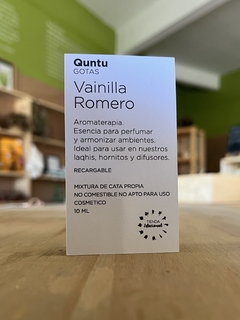 Quntu
GOTAS
Vainilla
Romero
Aromaterapia.
Esencia para perfumar
y armonizar ambientes.
Ideal para usar en nuestros
laqhis, hornitos y difusores.
RECARGABLE
MIXTURA DE CATA PROPIA
NO COMESTIBLE NO APTO PARA USO
COSMETICO
10 ML
TIENDA